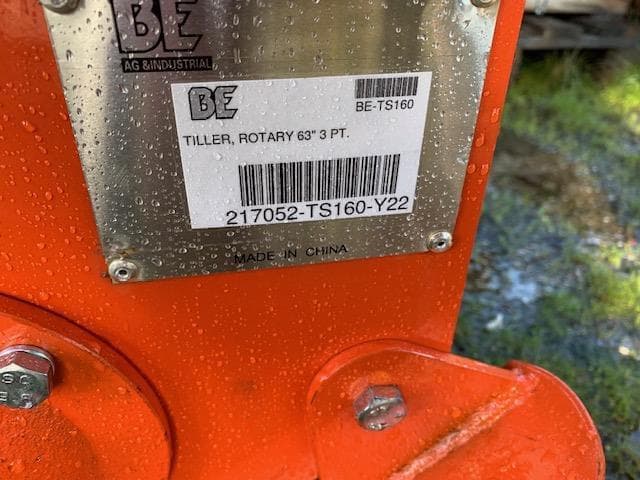 BE
AG & INDUSTRIAL
BE
BE-TS160
TILLER, ROTARY 63" 3 PT.
217052-TS160-Y22
MADE IN CHINA